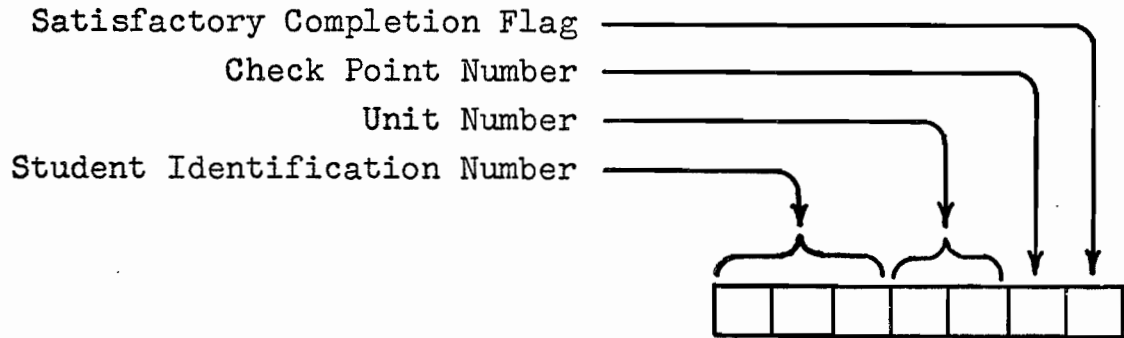 Satisfactory Completion Flag
Check Point Number
Unit Number
Student Identification Number